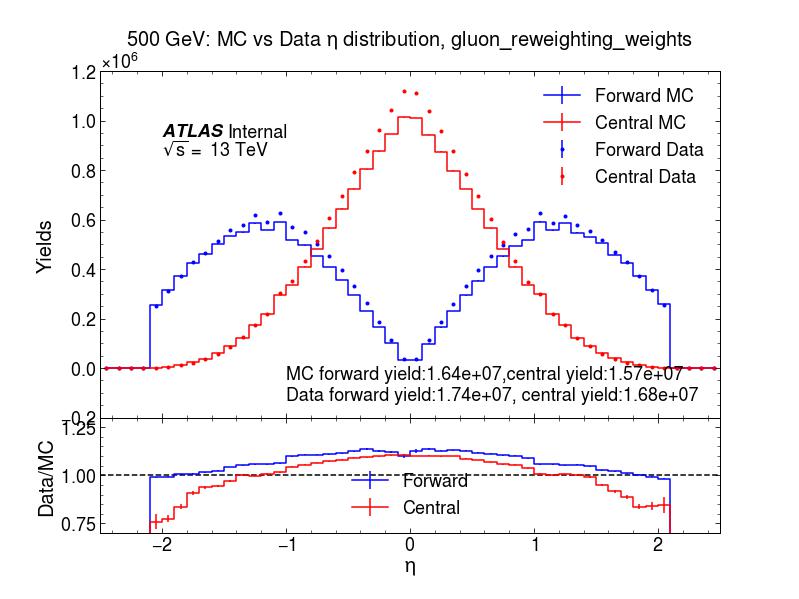 500 GeV: MC vs Data η distribution, gluon_reweighting_weights
×10⁶
1.2
1.0
0.8
0.6
0.4
0.2
0.0
0.2
Yields
ATLAS Internal
√s = 13 TeV
Forward MC
Central MC
Forward Data
Central Data
MC forward yield:1.64e+07,central yield:1.57e+07
Data forward yield:1.74e+07, central yield:1.68e+07
1.25
1.00
0.75
Data/MC
Forward
Central
−2 −1 0 1 2
η